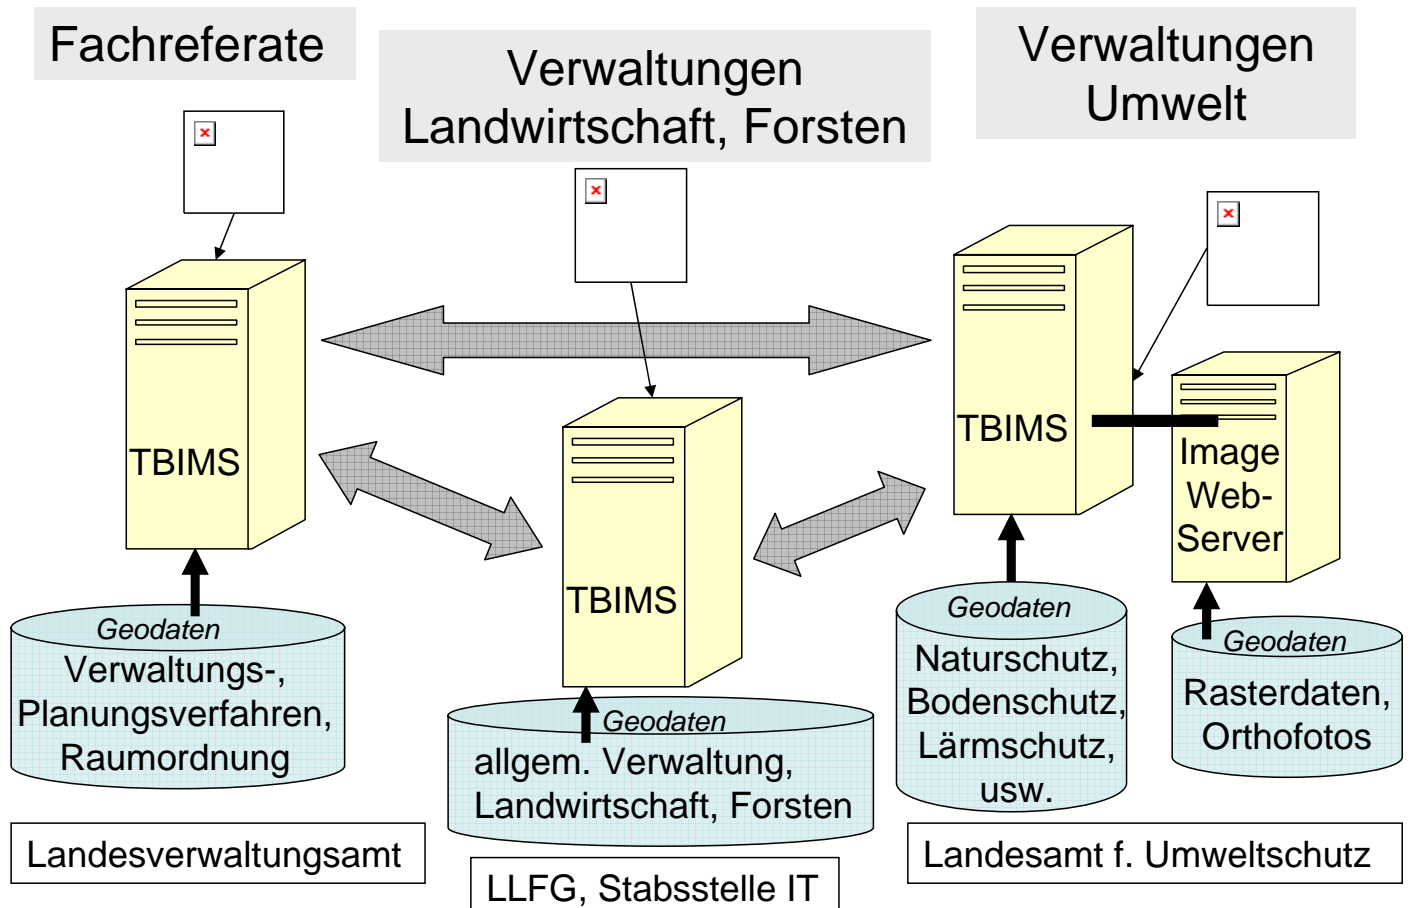 Fachreferate
Verwaltungen
Landwirtschaft, Forsten
Verwaltungen
Umwelt
TBIMS
TBIMS
TBIMS
Image
Web-
Server
Geodaten
Verwaltungs-,
Planungsverfahren,
Raumordnung
Geodaten
allgem. Verwaltung,
Landwirtschaft, Forsten
Geodaten
Naturschutz,
Bodenschutz,
Lärmschutz,
usw.
Geodaten
Rasterdaten,
Orthofotos
Landesverwaltungsamt
LLFG, Stabsstelle IT
Landesamt f. Umweltschutz